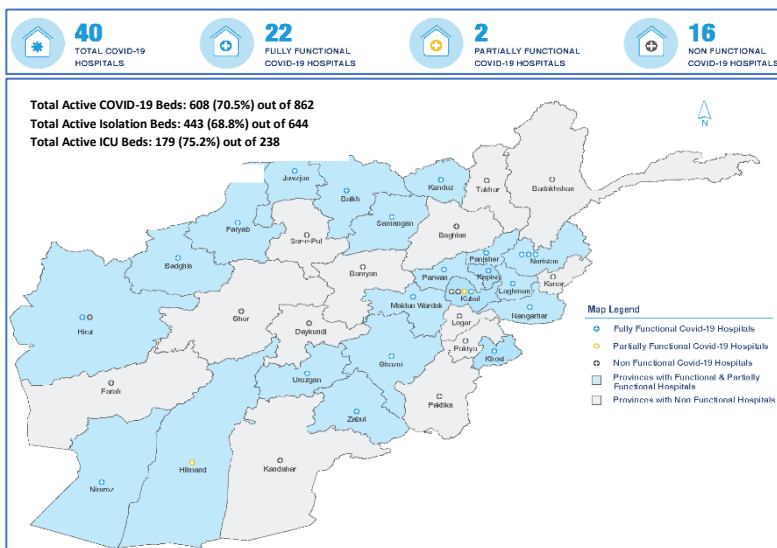 40
TOTAL COVID-19
HOSPITALS
22
FULLY FUNCTIONAL
COVID-19 HOSPITALS
2
PARTIALLY FUNCTIONAL
COVID-19 HOSPITALS
16
NON FUNCTIONAL
COVID-19 HOSPITALS
Total Active COVID-19 Beds: 608 (70.5%) out of 862
Total Active Isolation Beds: 443 (68.8%) out of 644
Total Active ICU Beds: 179 (75.2%) out of 238
N
Jawzjan
Balkh
Kunduz
Takhar
Badakhshan
Faryab
Samangan
Sar-e-Pul
Baghlan
Badghis
Panjsher
Nuristan
Bamyan
Parwan
Kapisa
Kunar
Laghman
Hirat
Ghor
Maidan Wardak
Kabul
Nangarhar
Daykundi
Logar
Paktya
Khost
Ghazni
Uruzgan
Farah
Zabul
Paktika
Nimroz
Hilmand
Kandahar
Map Legend
Fully Functional Covid-19 Hospitals
Partially Functional Covid-19 Hospitals
Non Functional Covid-19 Hospitals
Provinces with Functional & Partially
Functional Hospitals
Provinces with Non Functional Hospitals